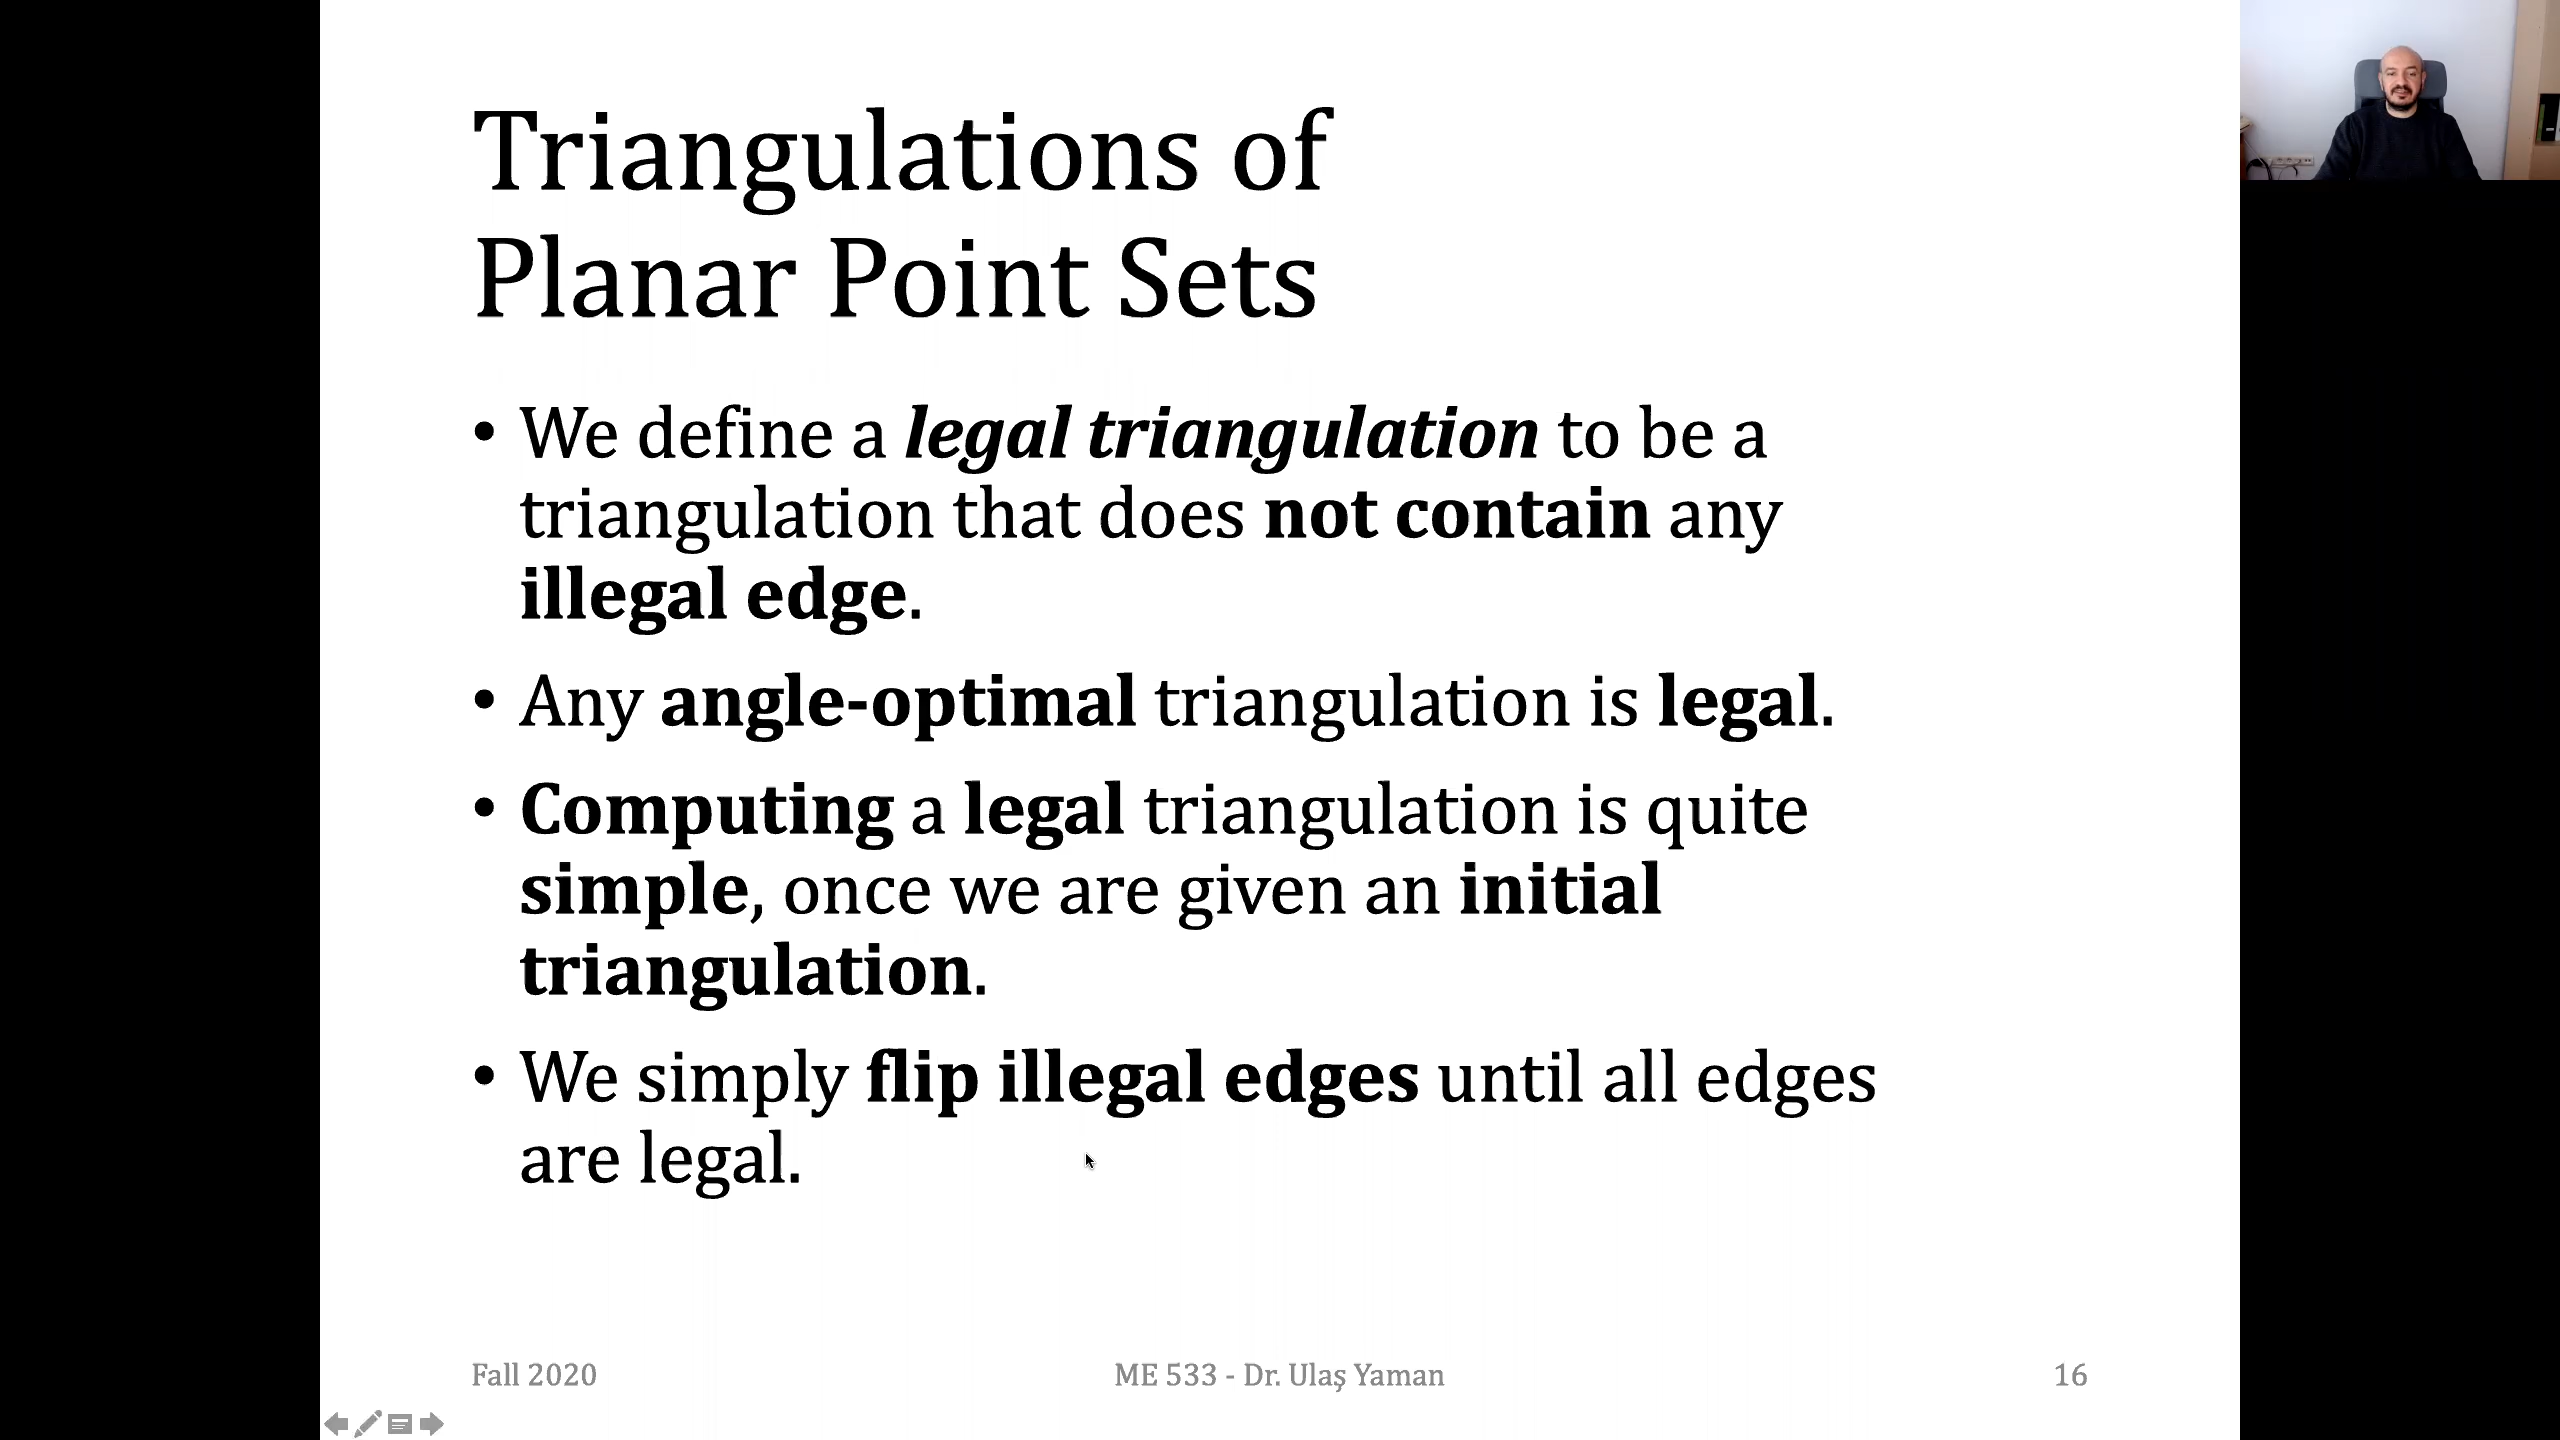 Triangulations of
Planar Point Sets
• We define a legal triangulation to be a
triangulation that does not contain any
illegal edge.
• Any angle-optimal triangulation is legal.
• Computing a legal triangulation is quite
simple, once we are given an initial
triangulation.
• We simply flip illegal edges until all edges
are legal.
Fall 2020
ME 533 - Dr. Ulaş Yaman
16